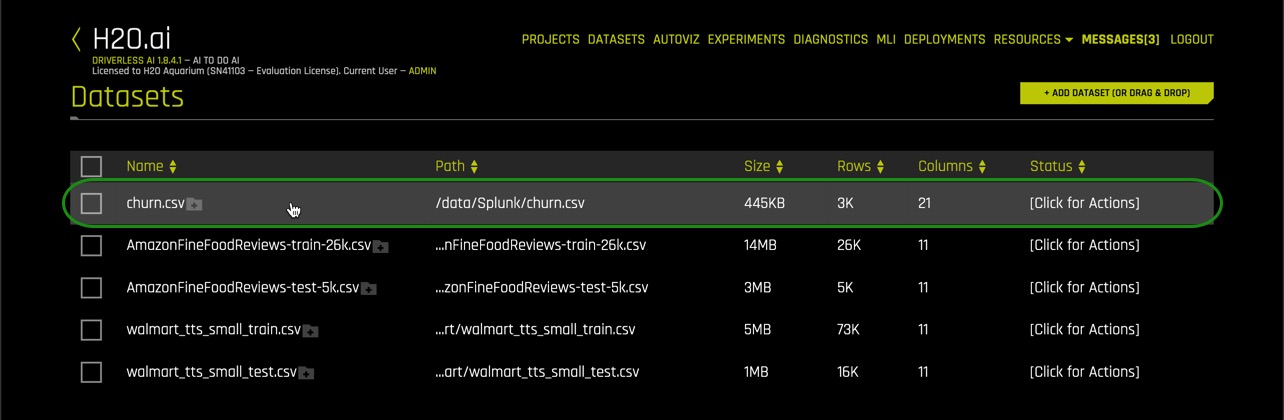 H2O.ai
PROJECTS DATASETS AUTOVIZ EXPERIMENTS DIAGNOSTICS MLI DEPLOYMENTS RESOURCES MESSAGES[3] LOGOUT
DRIVERLESS AI 1.8.4.1 – AI TO DO AI
Licensed to H2O Aquarium (SN41103 – Evaluation License). Current User – ADMIN
Datasets
+ ADD DATASET (OR DRAG & DROP)
Name Path Size Rows Columns Status
churn.csv /data/Splunk/churn.csv 445KB 3K 21 [Click for Actions]
AmazonFineFoodReviews-train-26k.csv ...nFineFoodReviews-train-26k.csv 14MB 26K 11 [Click for Actions]
AmazonFineFoodReviews-test-5k.csv ...zonFineFoodReviews-test-5k.csv 3MB 5K 11 [Click for Actions]
walmart_tts_small_train.csv ...rt/walmart_tts_small_train.csv 5MB 73K 11 [Click for Actions]
walmart_tts_small_test.csv ...art/walmart_tts_small_test.csv 1MB 16K 11 [Click for Actions]